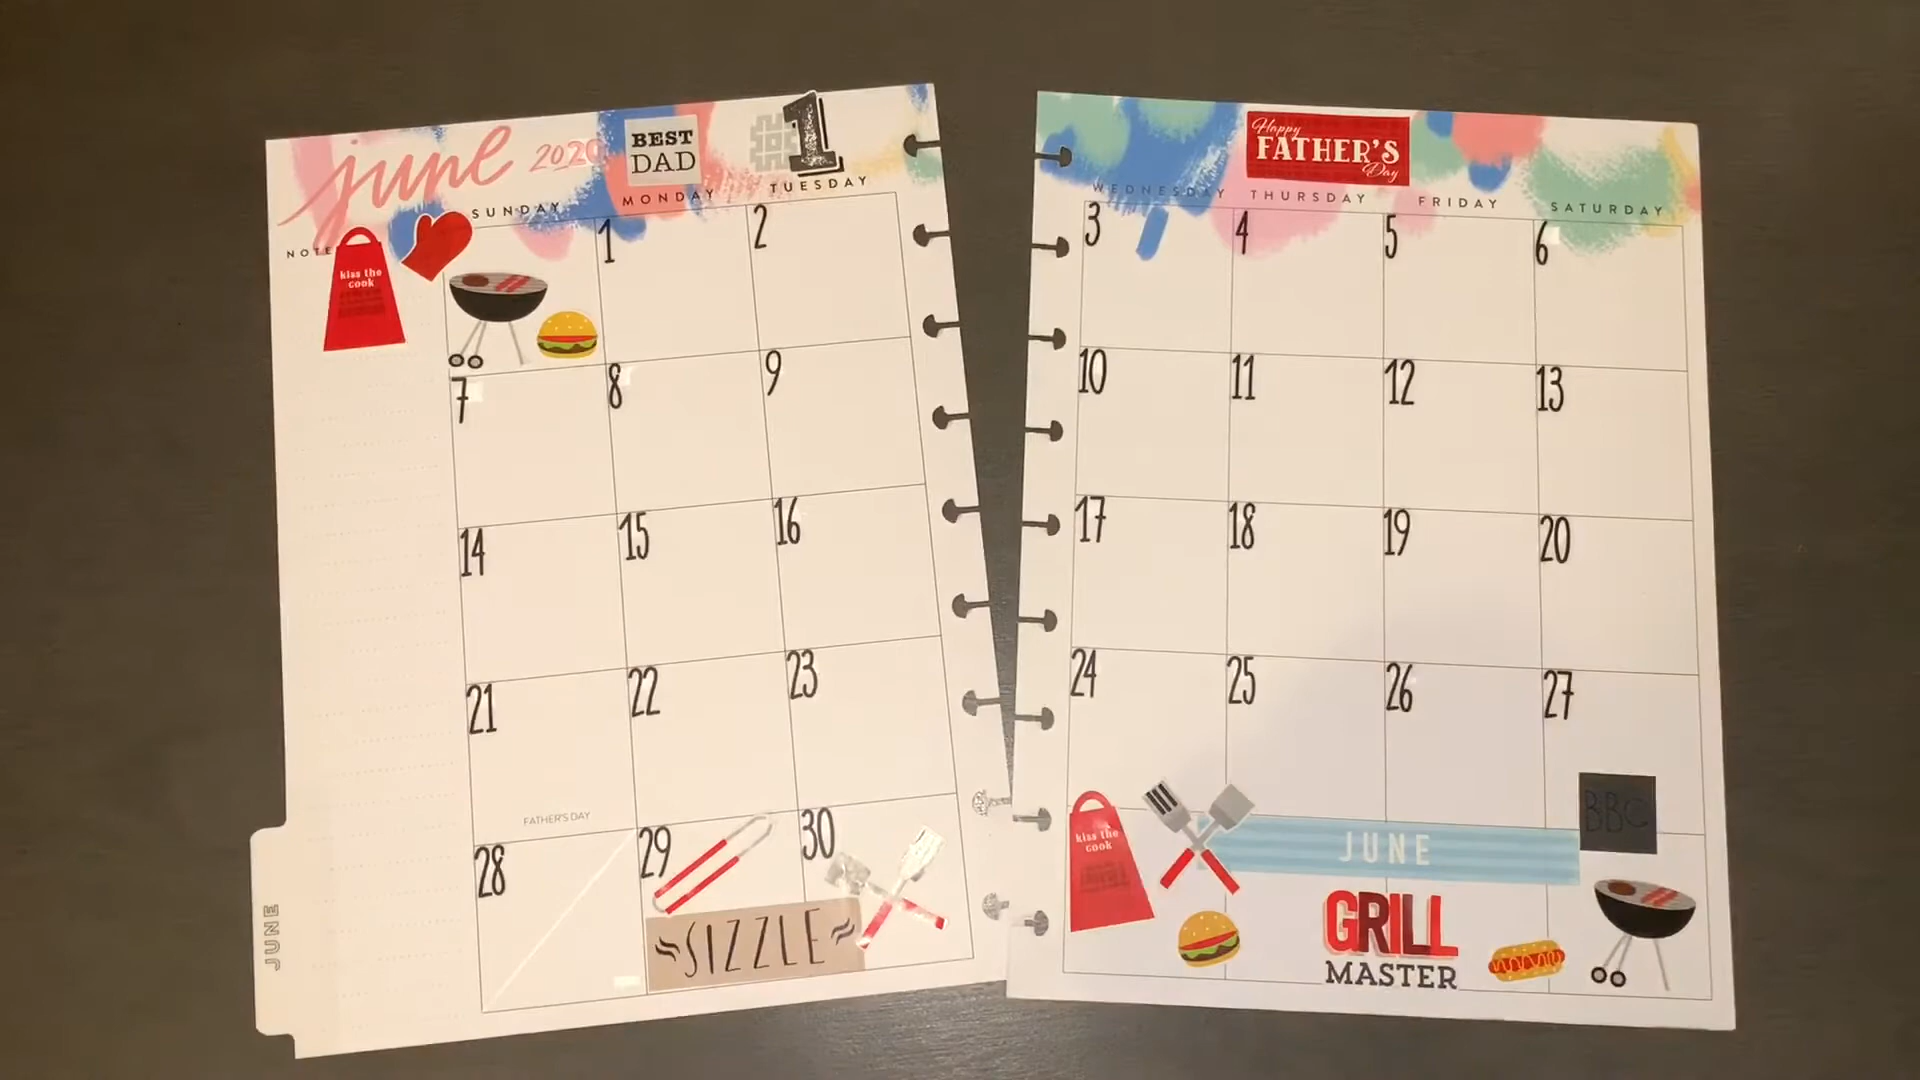 june 2020
BEST
DAD
#1
SUNDAY MONDAY TUESDAY
NOTE
kiss the
cook
1 2
7 8 9
14 15 16
21 22 23
FATHER'S DAY
28 29 30
SIZZLE
JUNE
Happy
FATHER'S
Day
WEDNESDAY THURSDAY FRIDAY SATURDAY
3 4 5 6
10 11 12 13
17 18 19 20
24 25 26 27
kiss the
cook
JUNE
BBQ
GRILL
MASTER